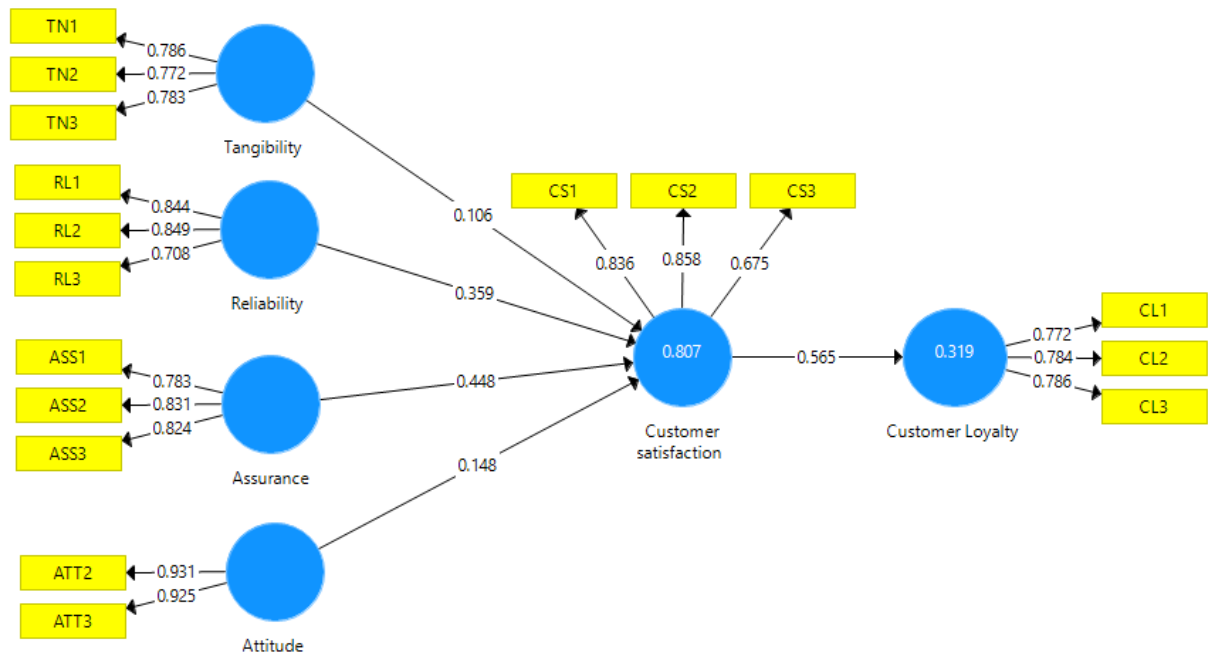 TN1
0.786
TN2
0.772
TN3
0.783
Tangibility
RL1
0.844
RL2
0.849
RL3
0.708
Reliability
ASS1
0.783
ASS2
0.831
ASS3
0.824
Assurance
ATT2
0.931
ATT3
0.925
Attitude
0.106
0.359
0.448
0.148
CS1
CS2
CS3
0.836
0.858
0.675
0.807
Customer
satisfaction
0.565
0.319
Customer Loyalty
CL1
0.772
CL2
0.784
CL3
0.786